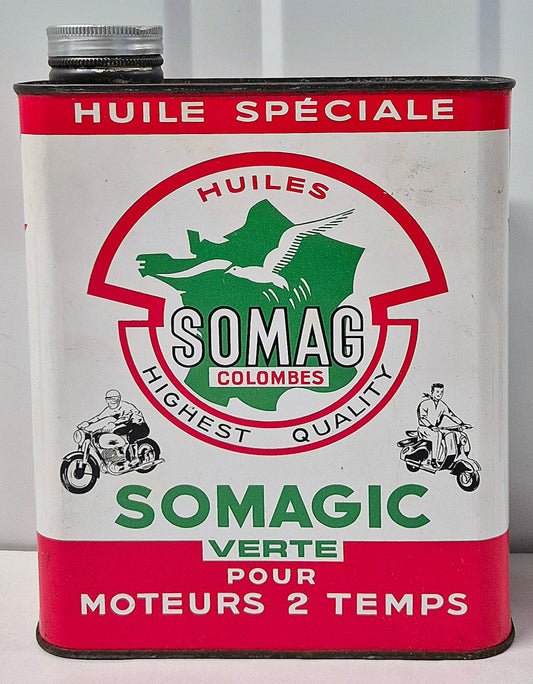 HUILE SPÉCIALE
HUILES
SOMAG
COLOMBES
HIGHEST QUALITY
SOMAGIC
VERTE
POUR
MOTEURS 2 TEMPS